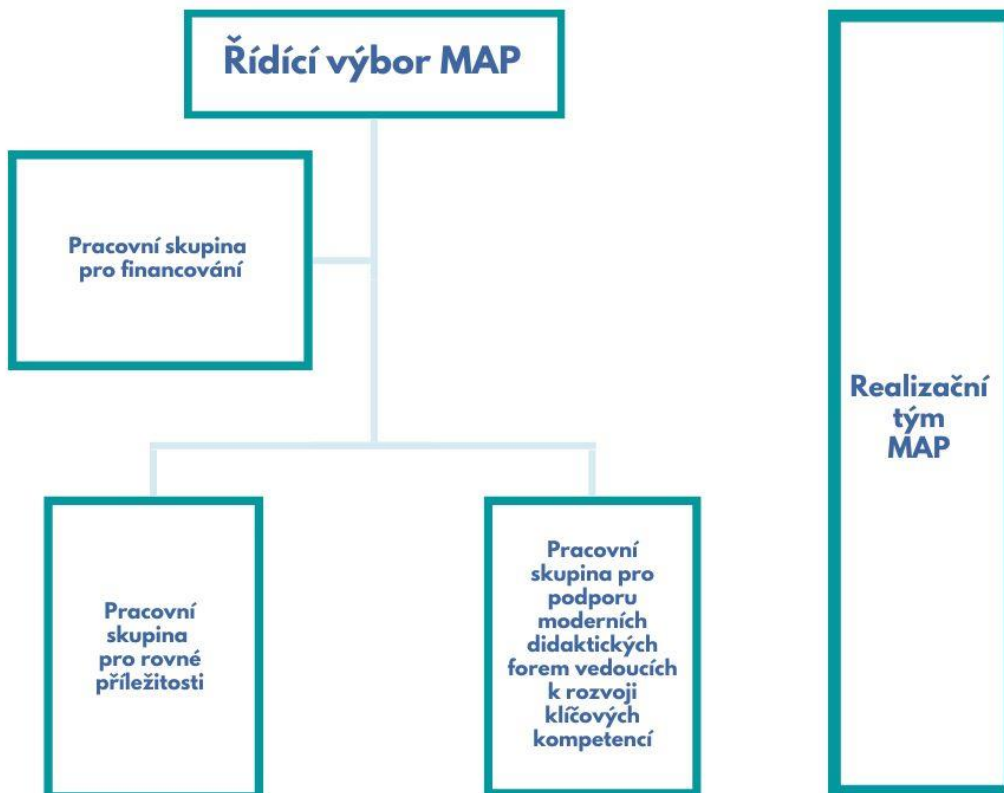 Řídící výbor MAP
Pracovní skupina
pro financování
Realizační
tým
MAP
Pracovní
skupina
pro rovné
příležitosti
Pracovní
skupina pro
podporu
moderních
didaktických
forem vedoucích
k rozvoji
klíčových
kompetencí